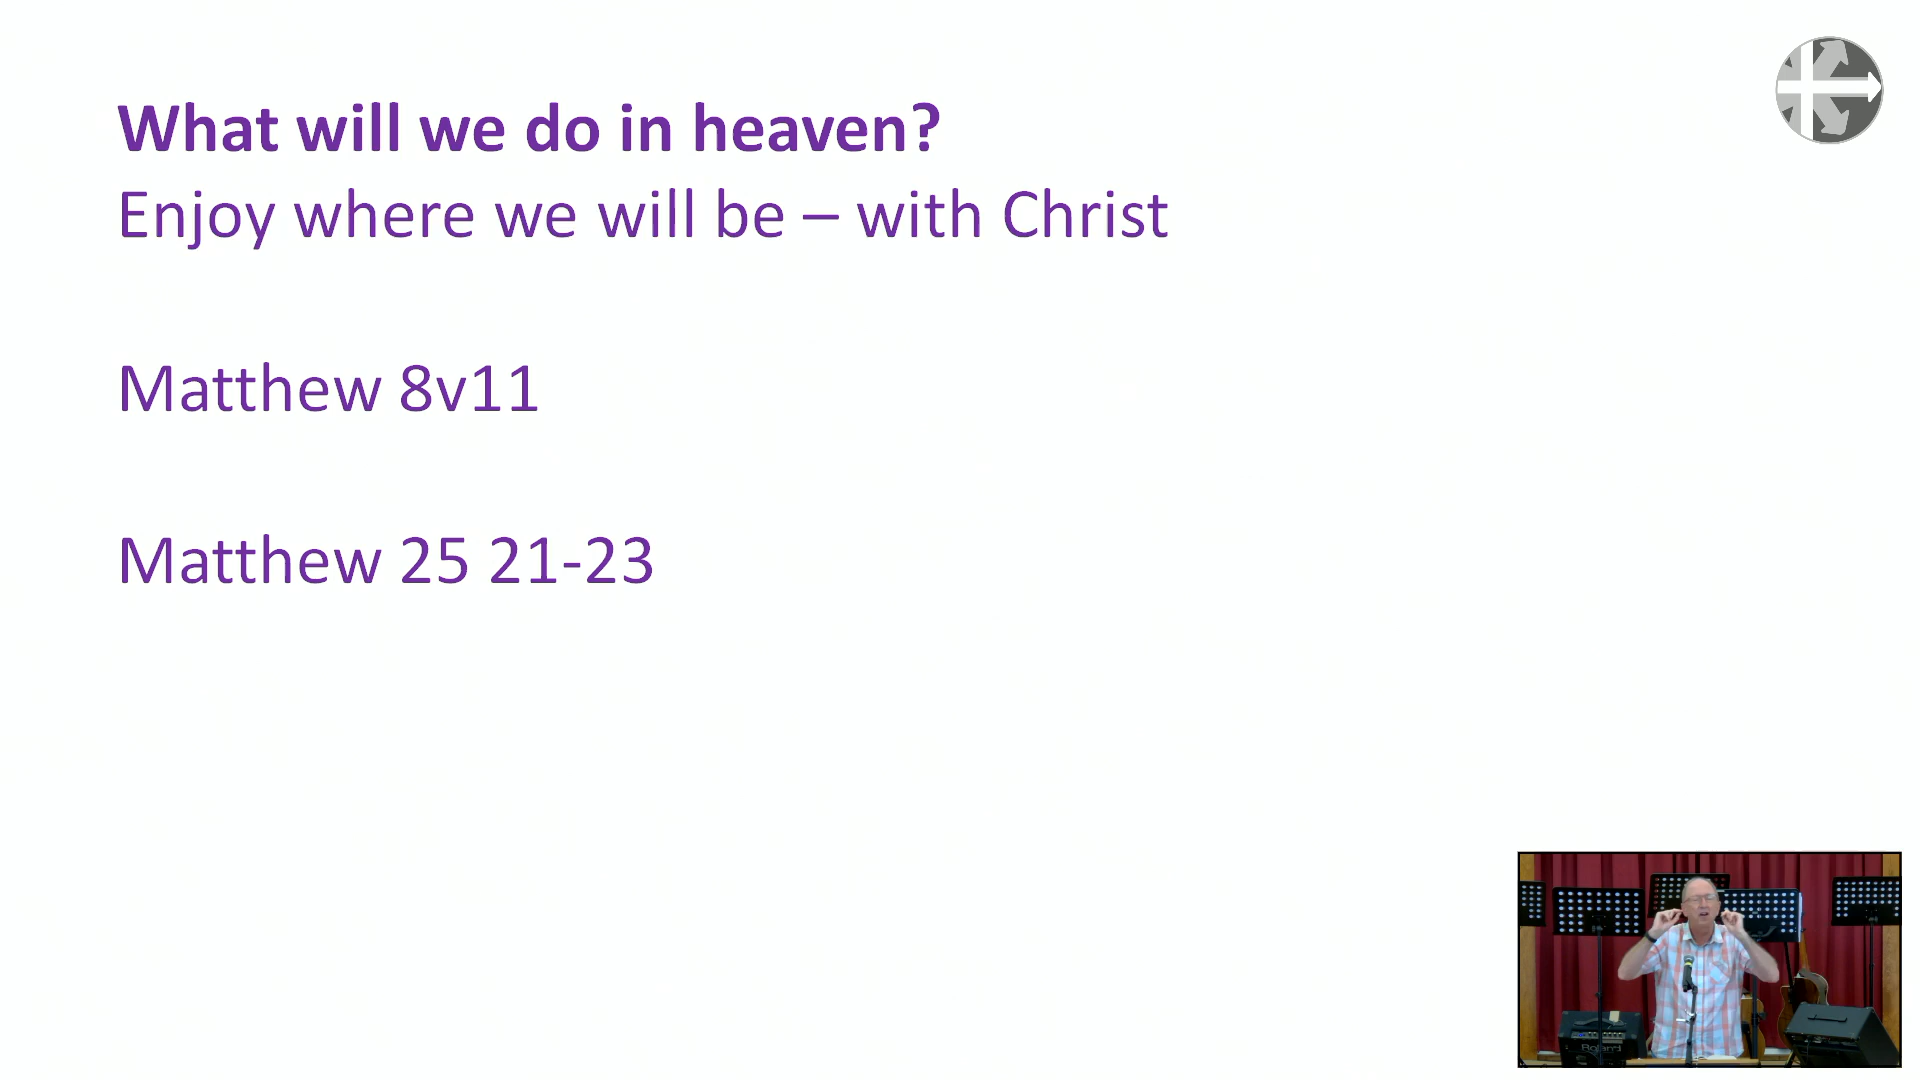 What will we do in heaven?
Enjoy where we will be – with Christ
Matthew 8v11
Matthew 25 21-23
Roland